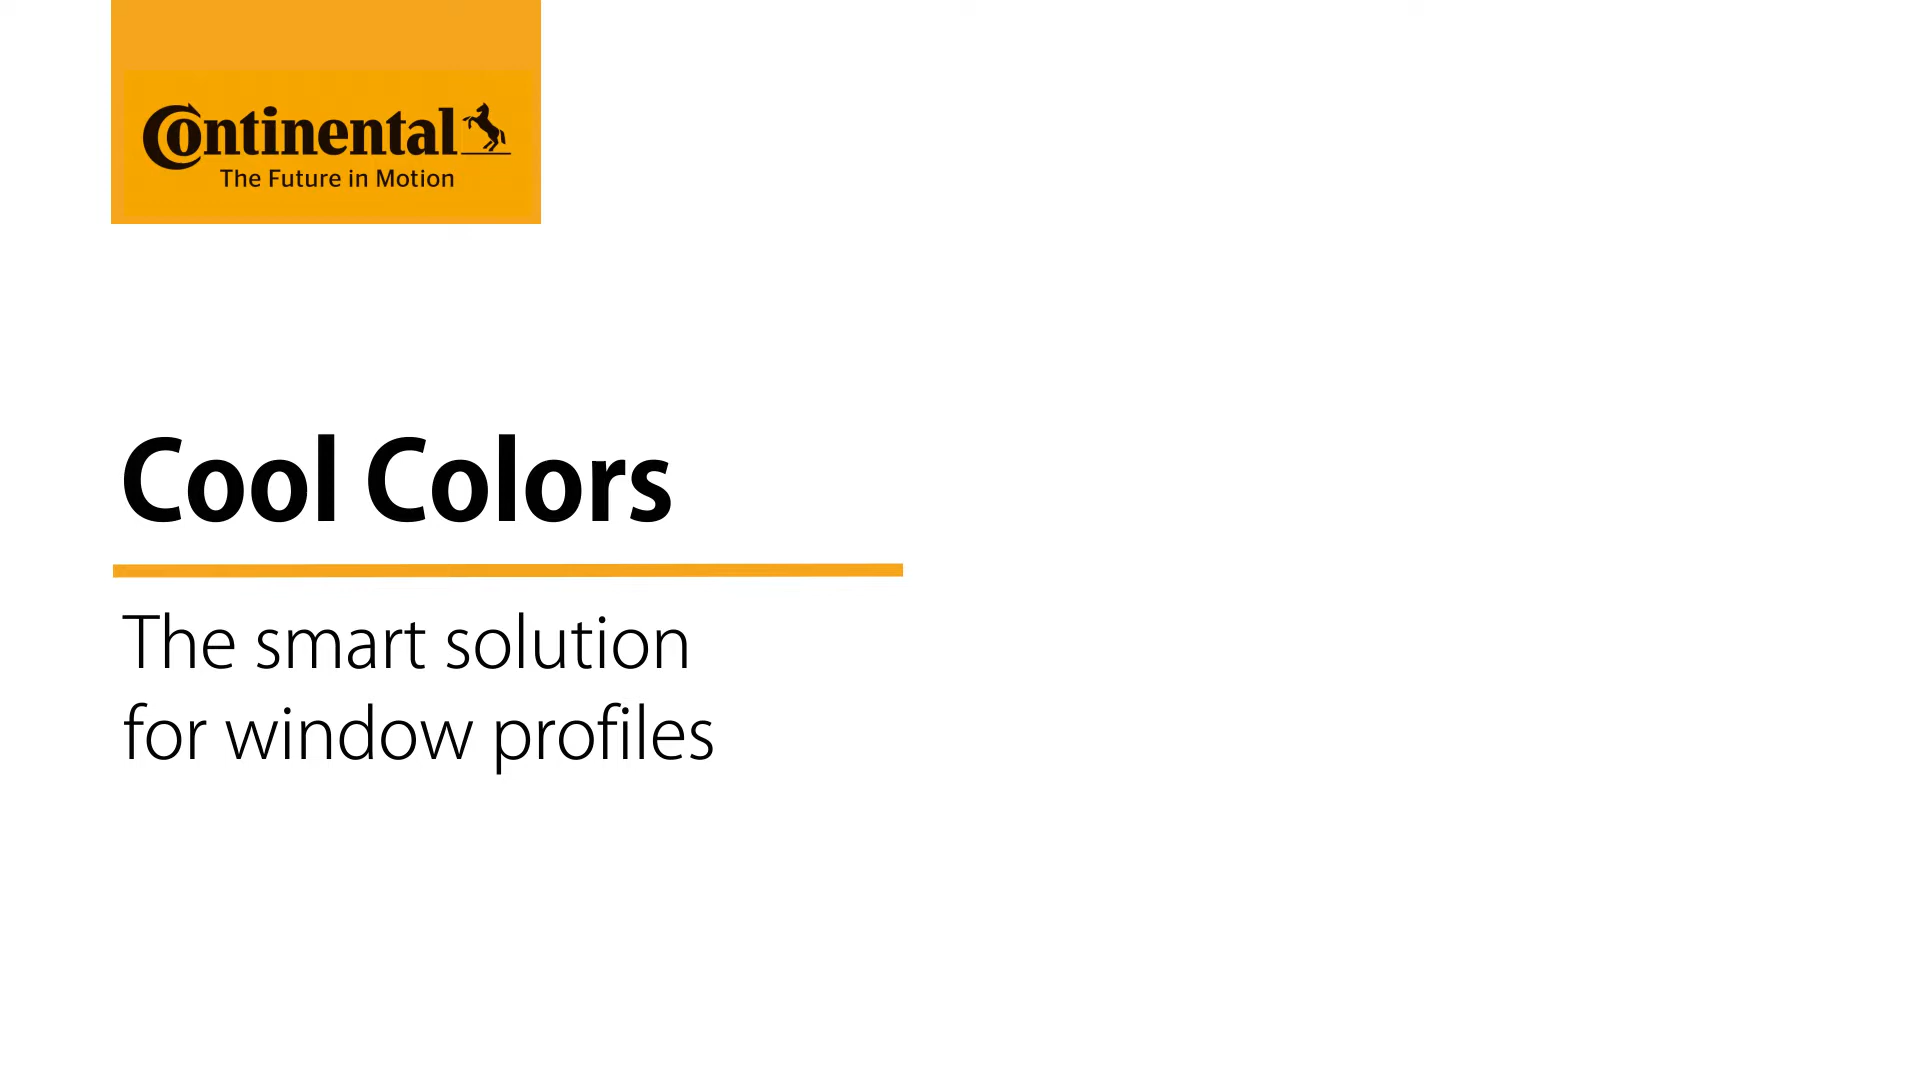 Continental
The Future in Motion
Cool Colors
The smart solution
for window profiles